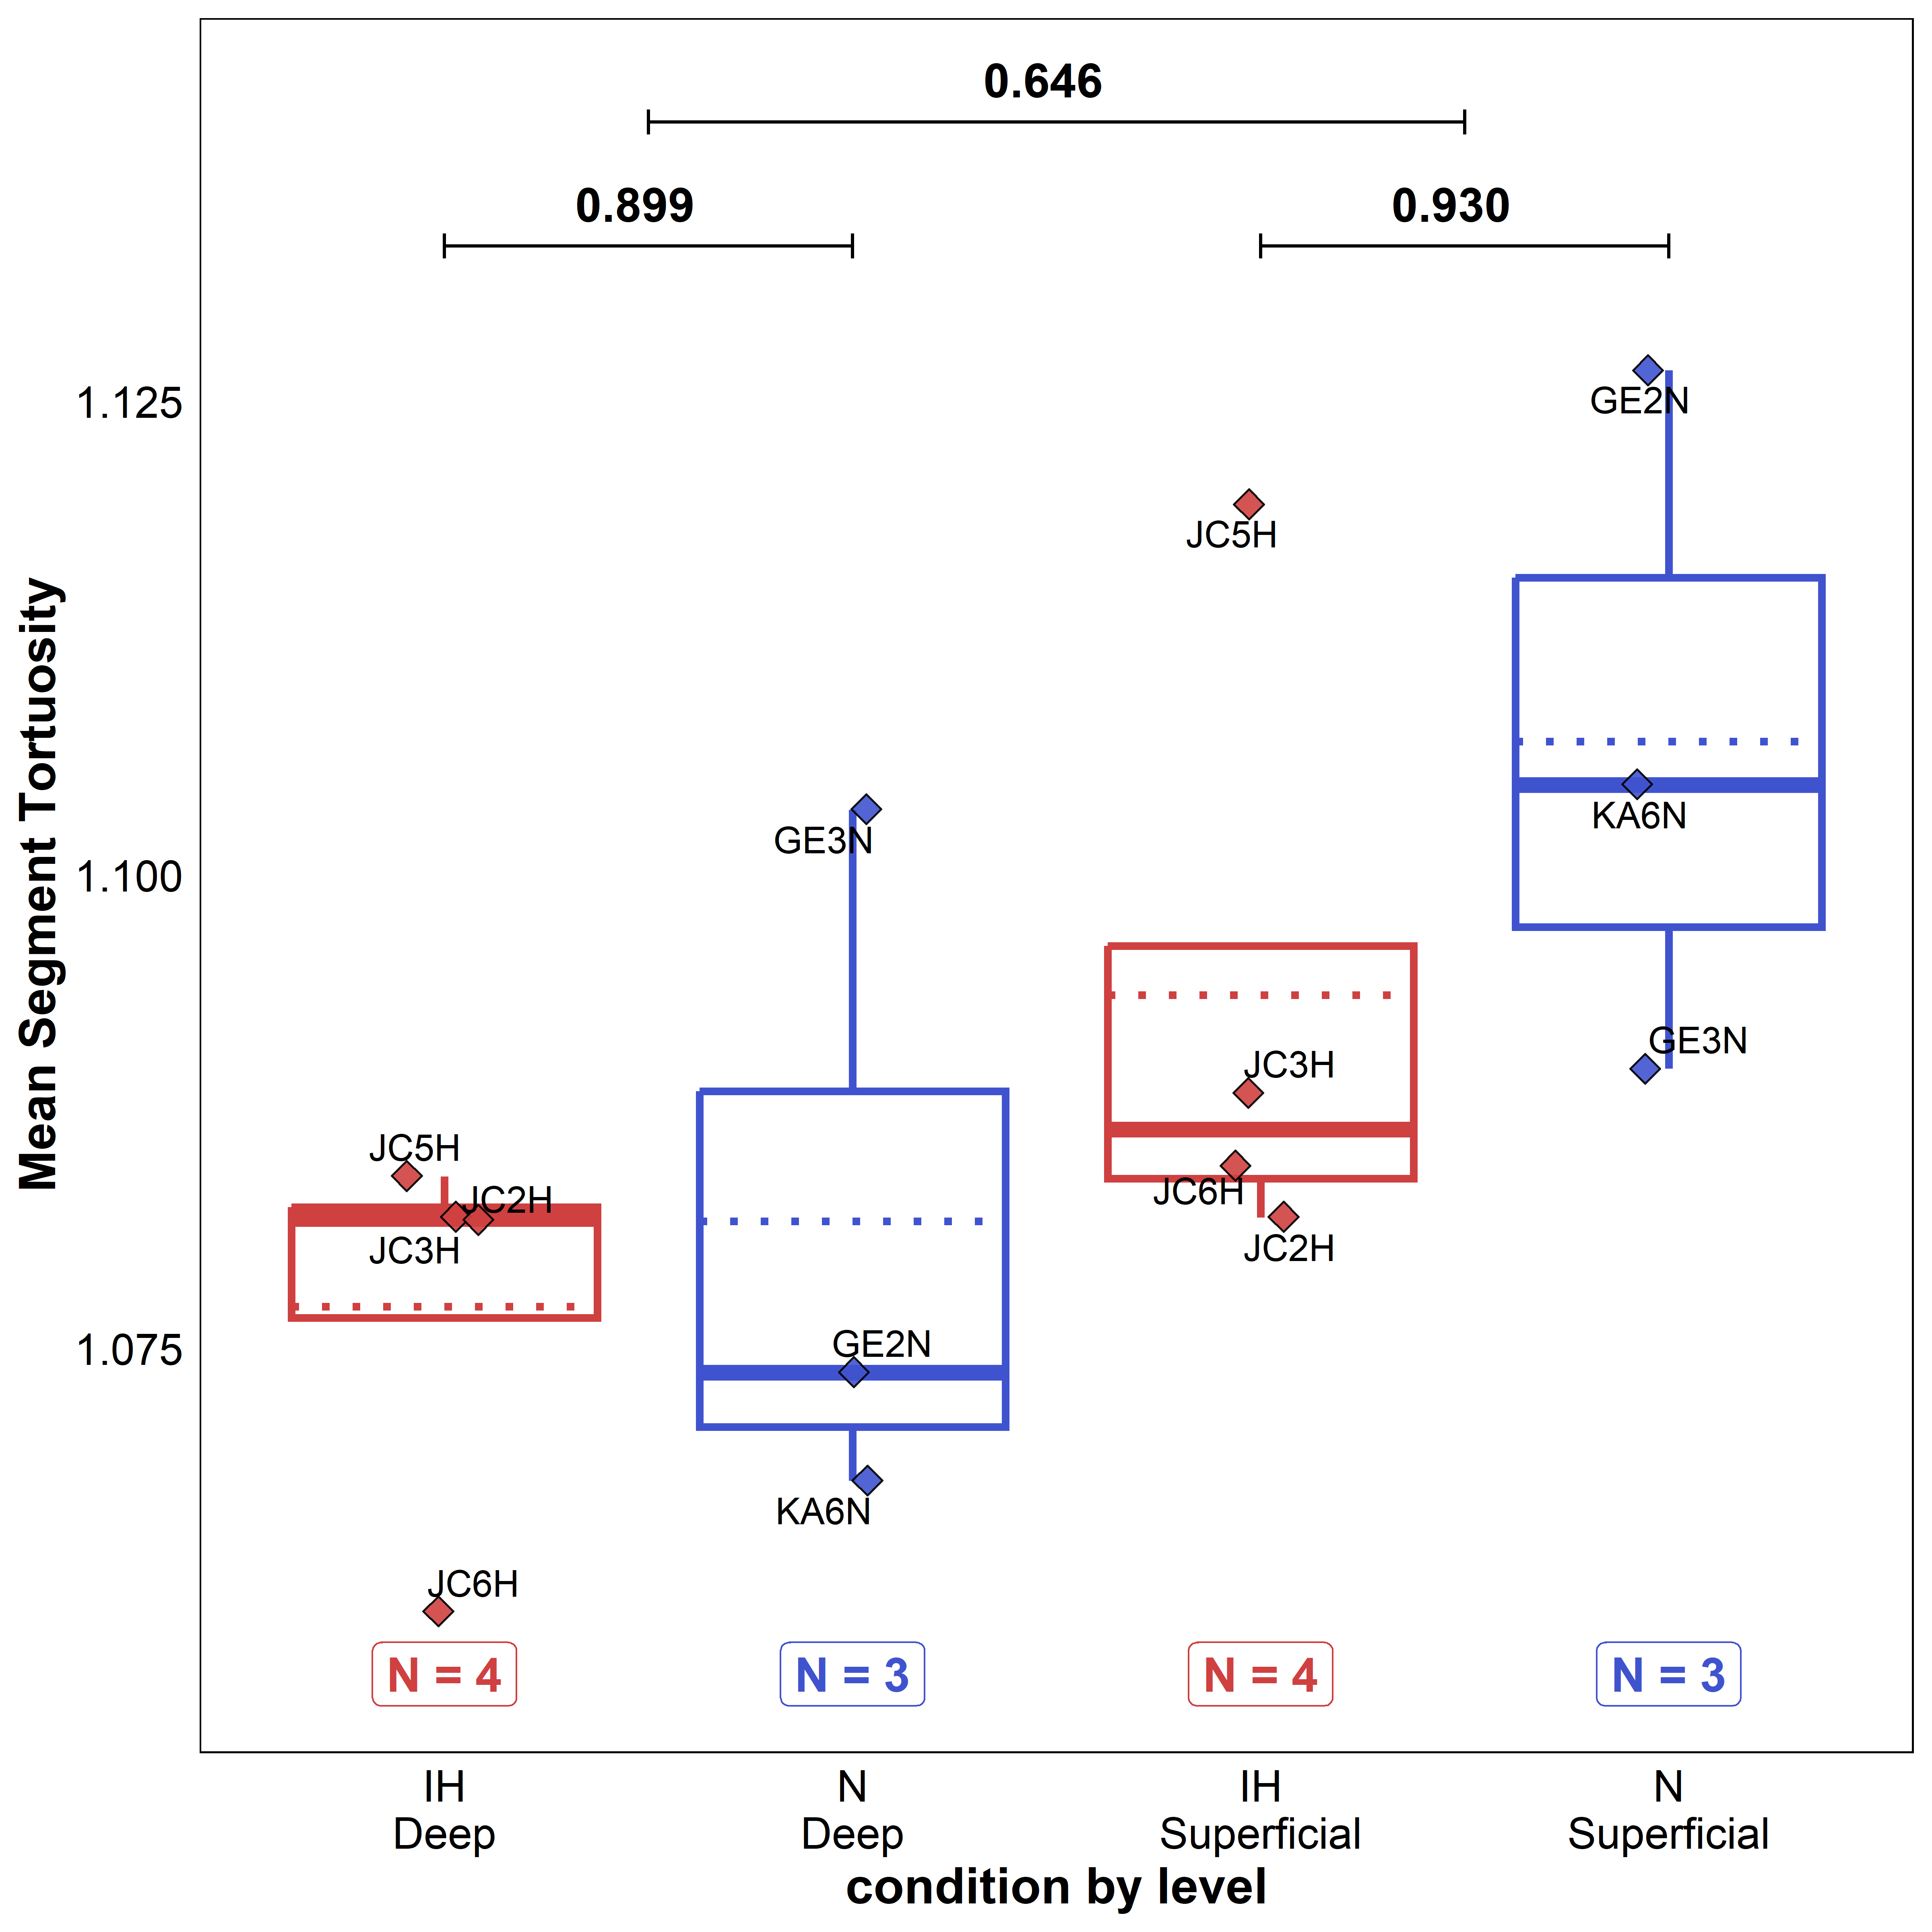 0.646
0.899
0.930
Mean Segment Tortuosity
1.125
1.100
1.075
GE2N
JC5H
KA6N
GE3N
GE3N
JC3H
JC6H
JC2H
JC5H
JC2H
JC3H
GE2N
KA6N
JC6H
N = 4
N = 3
N = 4
N = 3
IH
Deep
N
Deep
IH
Superficial
N
Superficial
condition by level